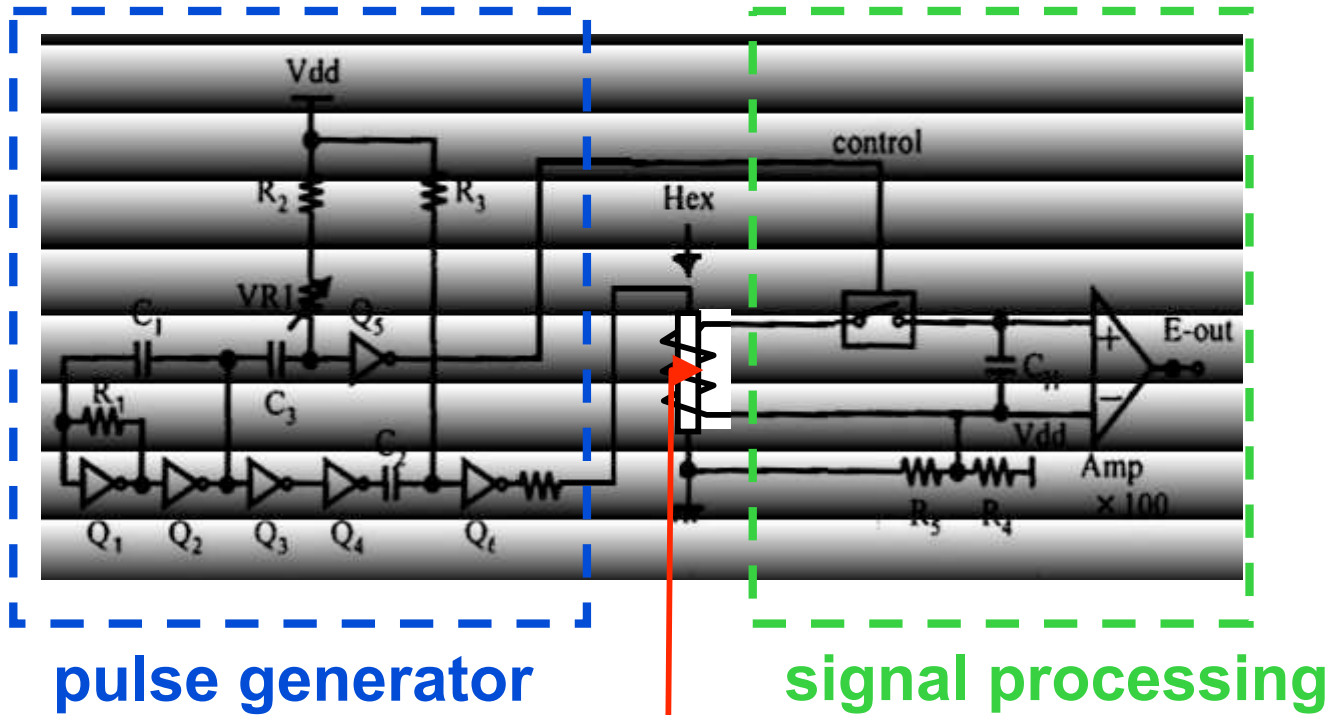 Vdd
control
R2
R3
Hex
VR1
C1
Q5
E-out
+
C3
CH
R1
−
Vdd
C2
Amp
× 100
R5
R4
Q1
Q2
Q3
Q4
Q6
pulse generator
signal processing